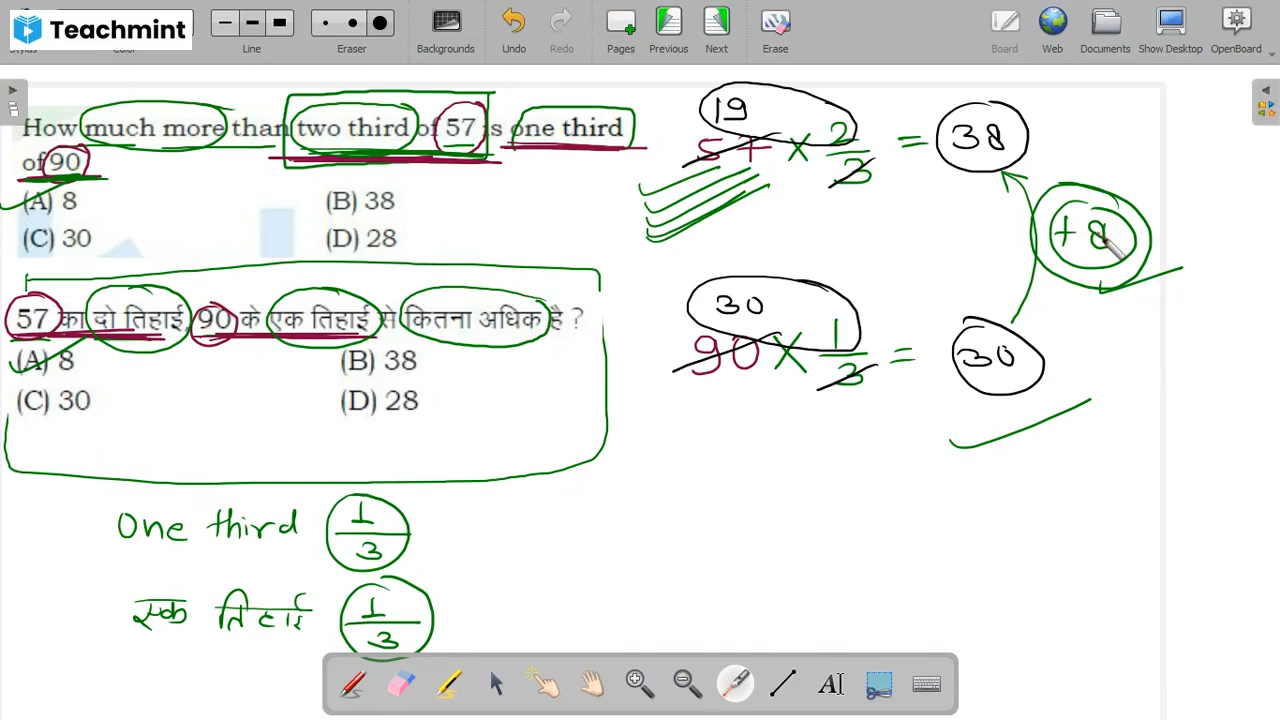 Teachmint
Line
Eraser
Backgrounds
Undo
Redo
Pages
Previous
Next
Erase
Board
Web
Documents
Show Desktop
OpenBoard
How much more than two third of 57 is one third
of 90
(A) 8
(B) 38
(C) 30
(D) 28
57 का दो तिहाई, 90 के एक तिहाई से कितना अधिक है ?
(A) 8
(B) 38
(C) 30
(D) 28
One third 1/3
एक तिहाई 1/3
19
57 × 2/3 = 38
+ 8
30
90 × 1/3 = 30